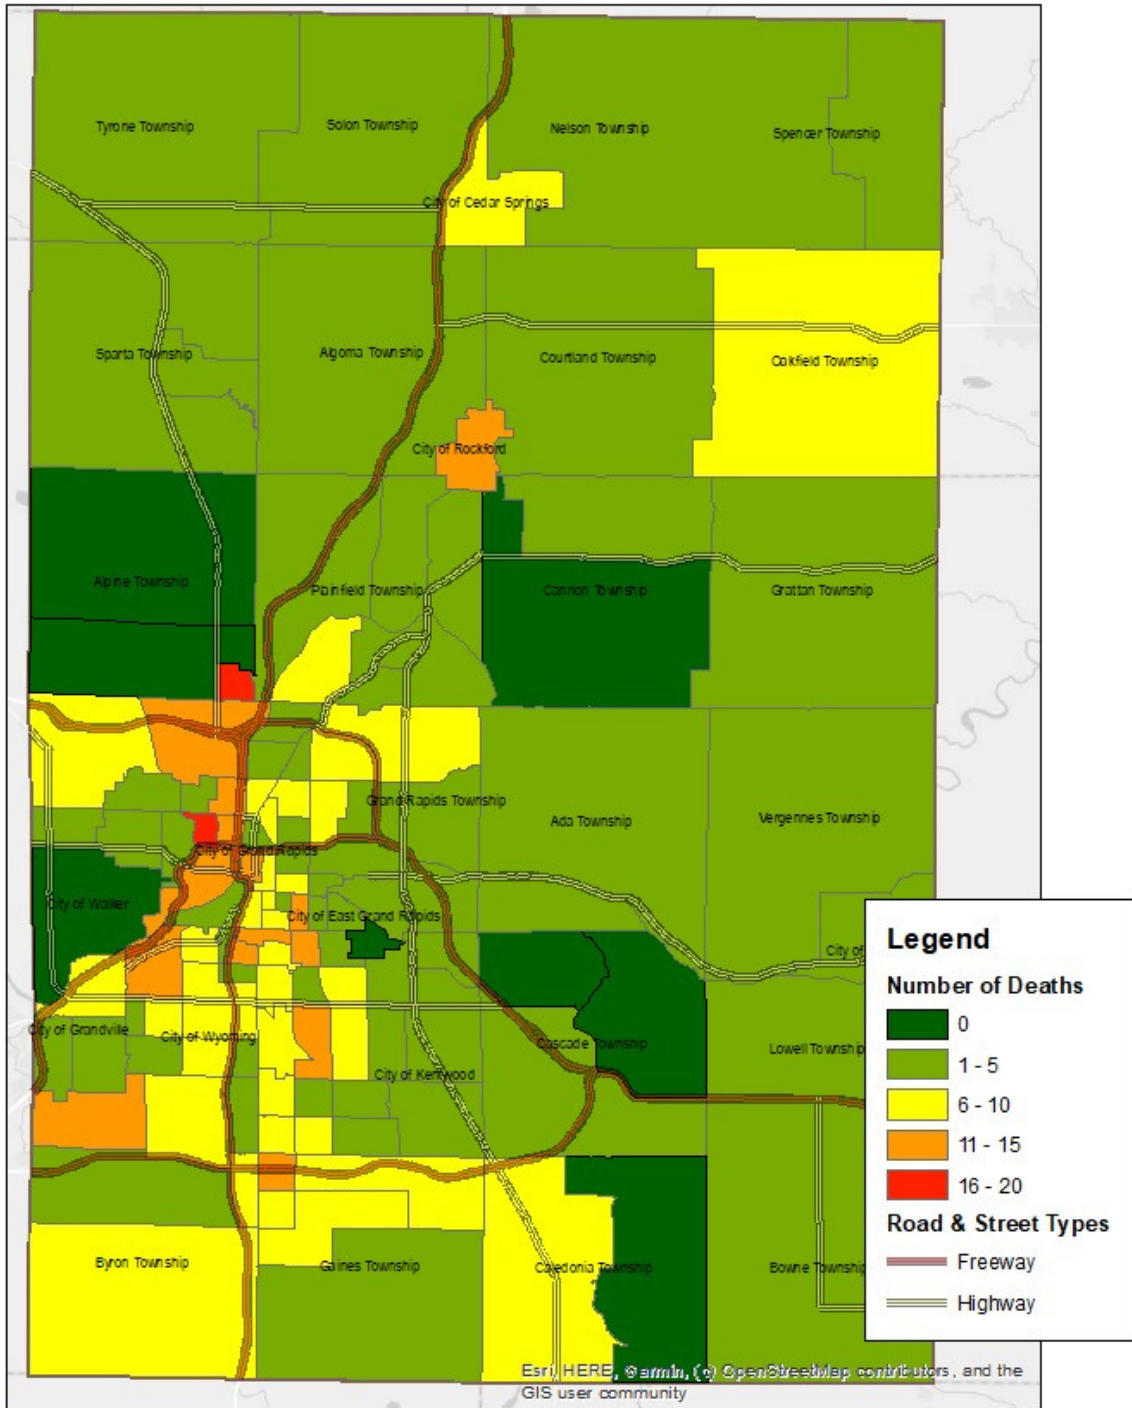 Tyrone Township
Solon Township
Nelson Township
Spencer Township
City of Cedar Springs
Sparta Township
Algoma Township
Courtland Township
Oakfield Township
City of Rockford
Alpine Township
Plainfield Township
Cannon Township
Grattan Township
Grand Rapids Township
Ada Township
Vergennes Township
City of Grand Rapids
City of Walker
City of East Grand Rapids
City of
City of Grandville
City of Wyoming
Cascade Township
Lowell Township
City of Kentwood
Byron Township
Gaines Township
Caledonia Township
Bowne Township
Legend
Number of Deaths
0
1 - 5
6 - 10
11 - 15
16 - 20
Road & Street Types
Freeway
Highway
Esri, HERE, Garmin, (c) OpenStreetMap contributors, and the
GIS user community